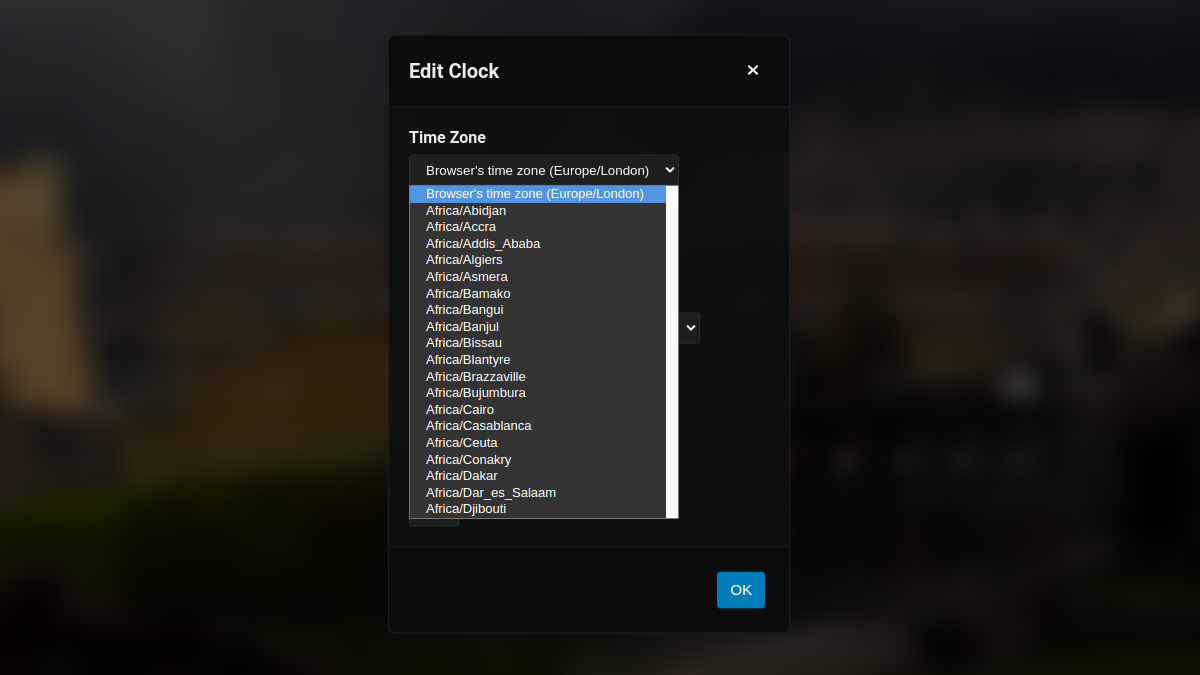 Edit Clock
Time Zone
Browser's time zone (Europe/London)
Browser's time zone (Europe/London)
Africa/Abidjan
Africa/Accra
Africa/Addis_Ababa
Africa/Algiers
Africa/Asmera
Africa/Bamako
Africa/Bangui
Africa/Banjul
Africa/Bissau
Africa/Blantyre
Africa/Brazzaville
Africa/Bujumbura
Africa/Cairo
Africa/Casablanca
Africa/Ceuta
Africa/Conakry
Africa/Dakar
Africa/Dar_es_Salaam
Africa/Djibouti
OK